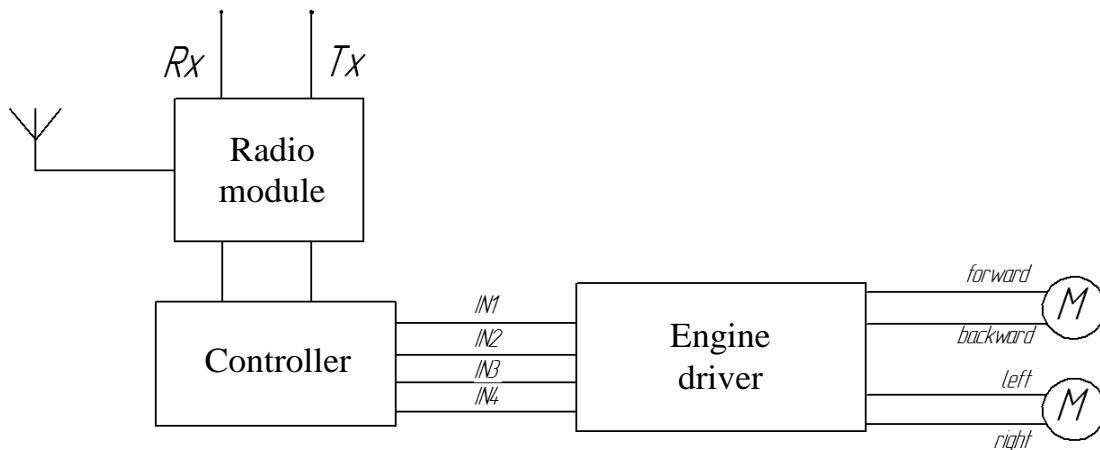 Rx Tx
Radio
module
Controller
IN1
IN2
IN3
IN4
Engine
driver
forward
M
backward
left
M
right